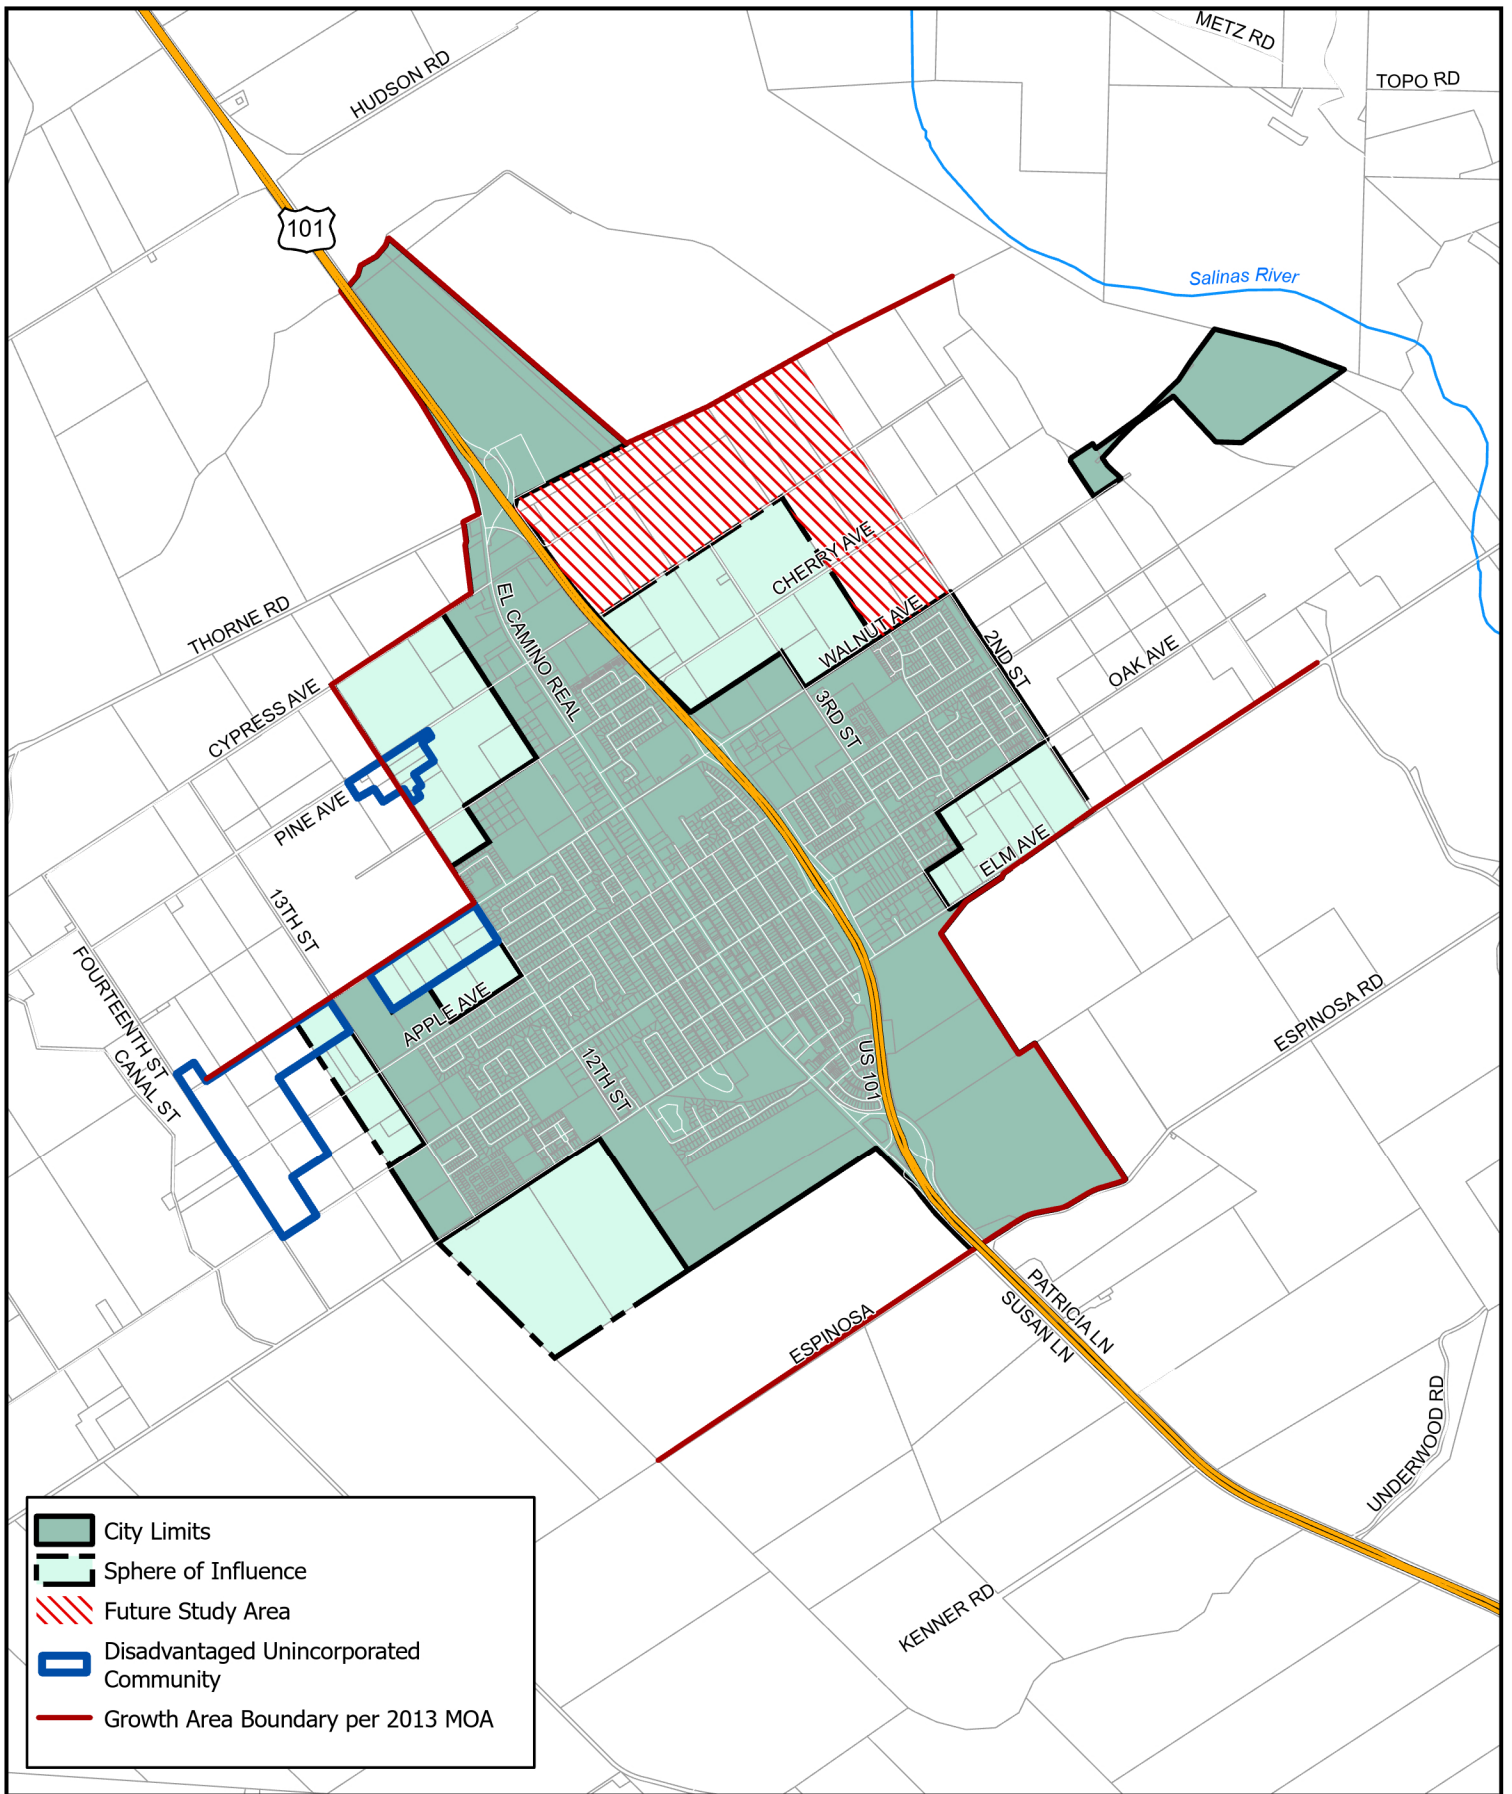 METZ RD
TOPO RD
HUDSON RD
101
Salinas River
CHERRY AVE
EL CAMINO REAL
THORNE RD
WALNUT AVE
2ND ST
OAK AVE
CYPRESS AVE
3RD ST
PINE AVE
ELM AVE
13TH ST
FOURTEENTH ST
CANAL ST
APPLE AVE
12TH ST
US 101
ESPINOSA RD
PATRICIA LN
SUSAN LN
ESPINOSA
UNDERWOOD RD
KENNER RD
City Limits
Sphere of Influence
Future Study Area
Disadvantaged Unincorporated
Community
Growth Area Boundary per 2013 MOA